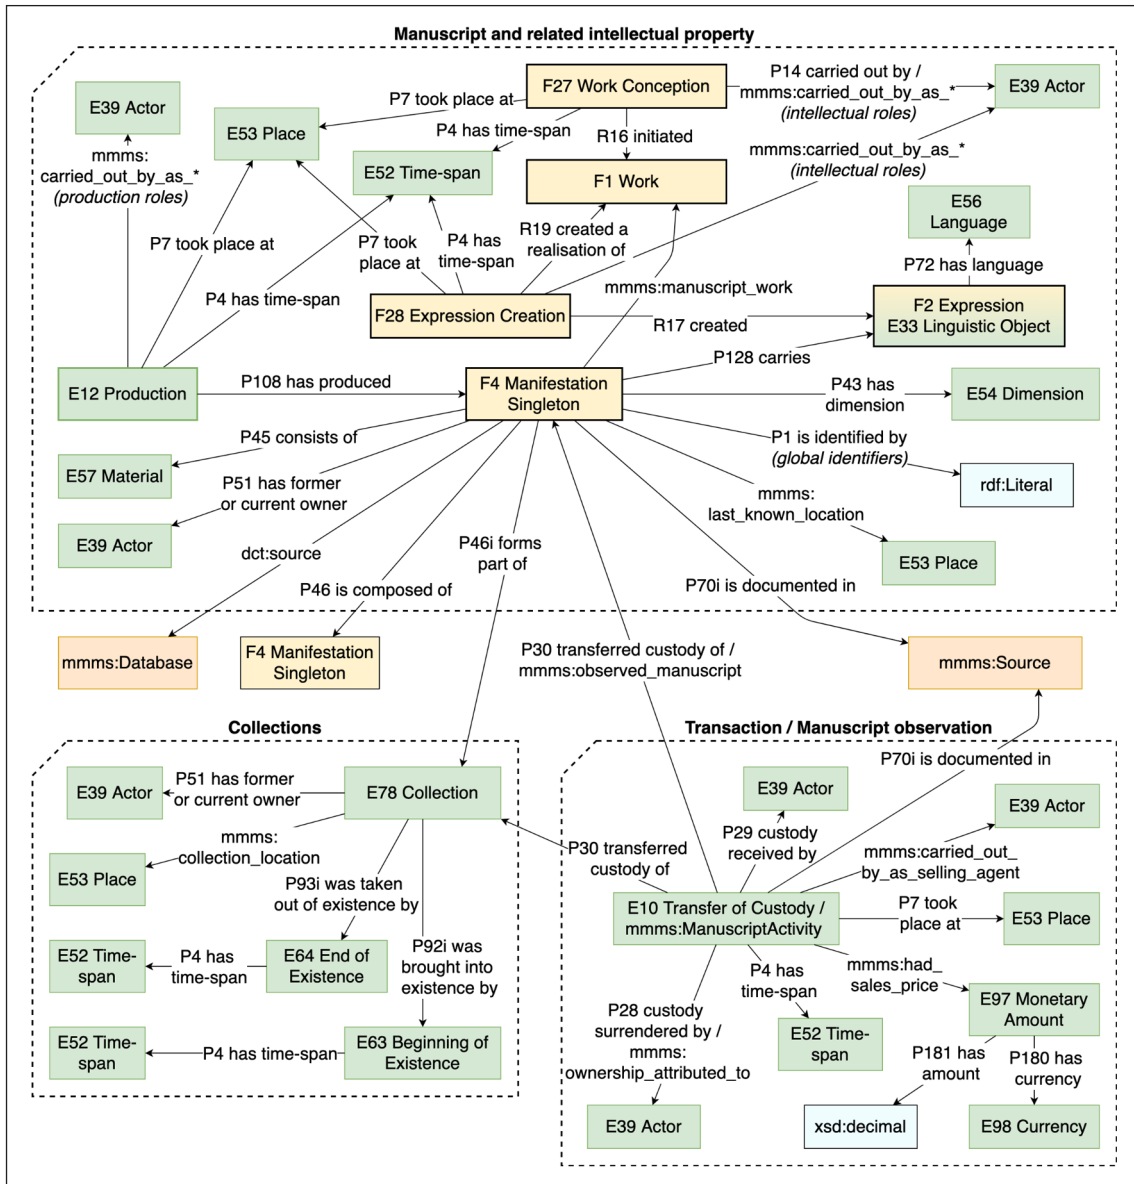 Manuscript and related intellectual property
E39 Actor
E53 Place
P7 took place at
F27 Work Conception
P14 carried out by /
mmms:carried_out_by_as_*
(intellectual roles)
E39 Actor
P4 has time-span
R16 initiated
mmms:
carried_out_by_as_*
(production roles)
E52 Time-span
F1 Work
mmms:carried_out_by_as_*
(intellectual roles)
E56
Language
P7 took place at
P7 took
place at
P4 has
time-span
R19 created a
realisation of
P72 has language
P4 has time-span
mmms:manuscript_work
F28 Expression Creation
R17 created
F2 Expression
E33 Linguistic Object
P128 carries
E12 Production
P108 has produced
F4 Manifestation
Singleton
P43 has
dimension
E54 Dimension
P45 consists of
P1 is identified by
(global identifiers)
E57 Material
P51 has former
or current owner
rdf:Literal
mmms:
last_known_location
E39 Actor
dct:source
P46i forms
part of
E53 Place
P46 is composed of
P70i is documented in
mmms:Database
F4 Manifestation
Singleton
P30 transferred custody of /
mmms:observed_manuscript
mmms:Source
Collections
E39 Actor
P51 has former
or current owner
E78 Collection
mmms:
collection_location
E53 Place
P93i was taken
out of existence by
E52 Time-
span
P4 has
time-span
E64 End of
Existence
P92i was
brought into
existence by
E52 Time-
span
P4 has time-span
E63 Beginning of
Existence
Transaction / Manuscript observation
P70i is documented in
E39 Actor
E39 Actor
P29 custody
received by
P30 transferred
custody of
mmms:carried_out_
by_as_selling_agent
E10 Transfer of Custody /
mmms:ManuscriptActivity
P7 took
place at
E53 Place
P4 has
time-span
mmms:had_
sales_price
P28 custody
surrendered by /
mmms:
ownership_attributed_to
E52 Time-
span
E97 Monetary
Amount
P181 has
amount
P180 has
currency
E39 Actor
xsd:decimal
E98 Currency